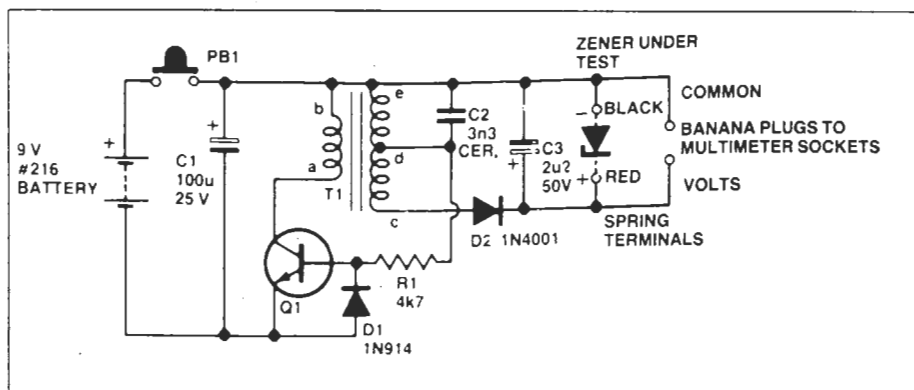 PB1
ZENER UNDER
TEST
+
9 V
#216
BATTERY
+
C1
100u
25 V
b
a
T1
e
d
c
C2
3n3
CER,
C3
+
2u2
50V
−
BLACK
+
RED
COMMON
BANANA PLUGS TO
MULTIMETER SOCKETS
VOLTS
SPRING
TERMINALS
D2 1N4001
R1
4k7
Q1
D1
1N914